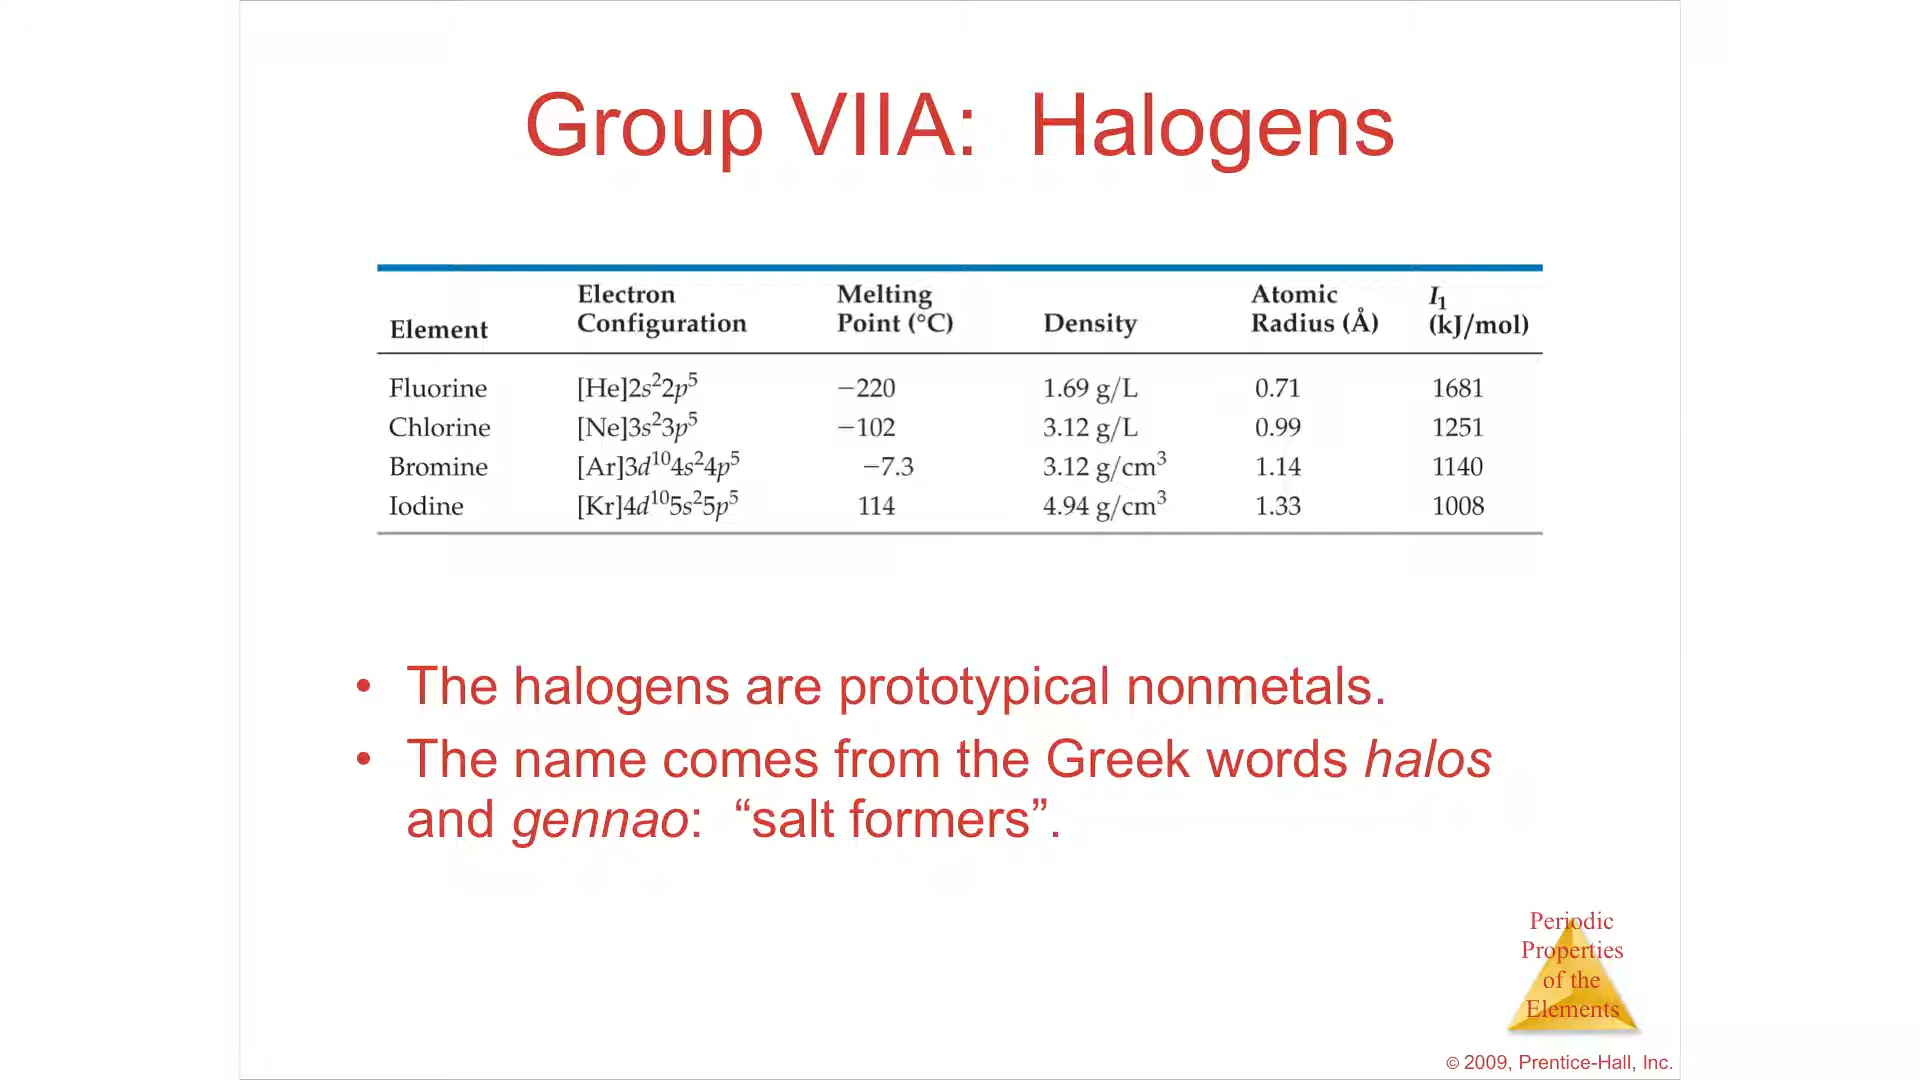 Group VIIA:  Halogens
Element Electron Configuration Melting Point (°C) Density Atomic Radius (Å) I₁ (kJ/mol)
Fluorine [He]2s²2p⁵ −220 1.69 g/L 0.71 1681
Chlorine [Ne]3s²3p⁵ −102 3.12 g/L 0.99 1251
Bromine [Ar]3d¹⁰4s²4p⁵ −7.3 3.12 g/cm³ 1.14 1140
Iodine [Kr]4d¹⁰5s²5p⁵ 114 4.94 g/cm³ 1.33 1008
• The halogens are prototypical nonmetals.
• The name comes from the Greek words halos
and gennao:  “salt formers”.
Periodic
Properties
of the
Elements
© 2009, Prentice-Hall, Inc.